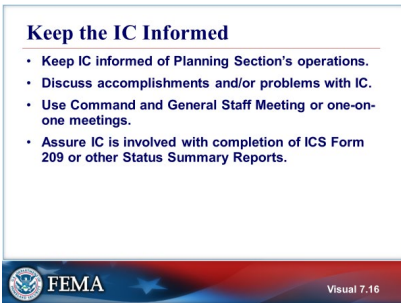 Keep the IC Informed
• Keep IC informed of Planning Section's operations.
• Discuss accomplishments and/or problems with IC.
• Use Command and General Staff Meeting or one-on-
one meetings.
• Assure IC is involved with completion of ICS Form
209 or other Status Summary Reports.
FEMA
Visual 7.16